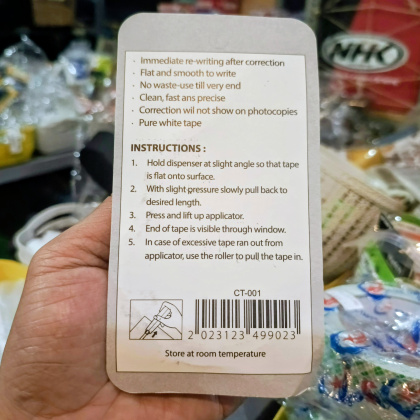 · Immediate re-writing after correction
· Flat and smooth to write
· No waste-use till very end
· Clean, fast ans precise
· Correction wil not show on photocopies
· Pure white tape
INSTRUCTIONS :
1. Hold dispenser at slight angle so that tape
is flat onto surface.
2. With slight pressure slowly pull back to
desired length.
3. Press and lift up applicator.
4. End of tape is visible through window.
5. In case of excessive tape ran out from
applicator, use the roller to pull the tape in.
CT-001
2 023123 499023
Store at room temperature
NHK